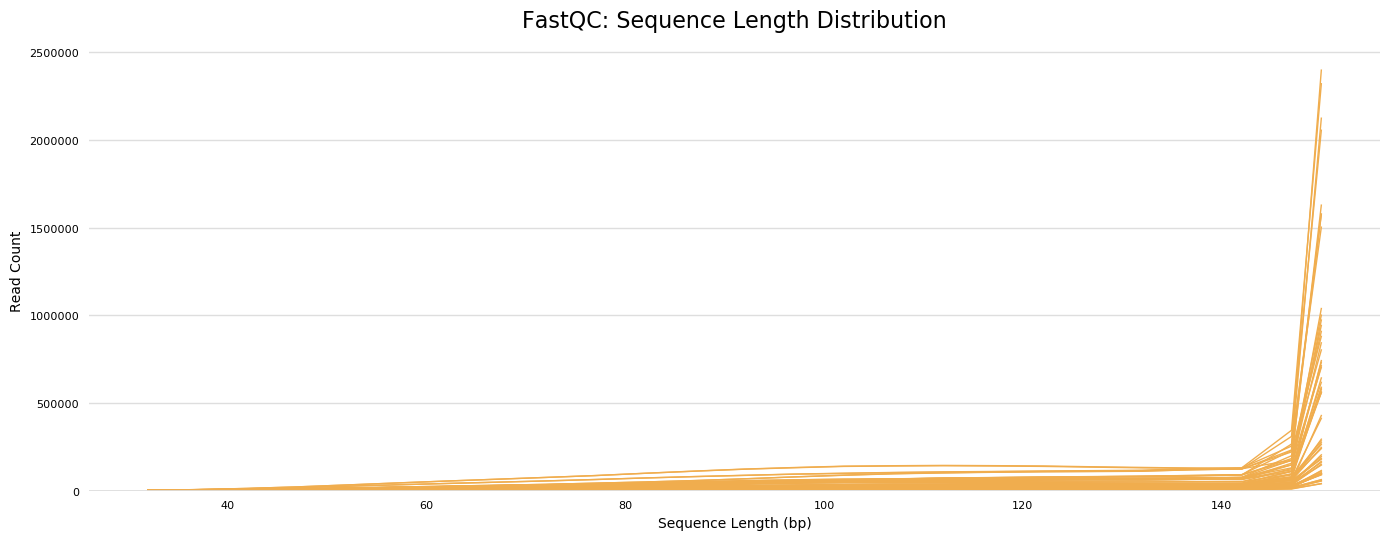 FastQC: Sequence Length Distribution
2500000
2000000
1500000
1000000
500000
0
Read Count
40 60 80 100 120 140
Sequence Length (bp)